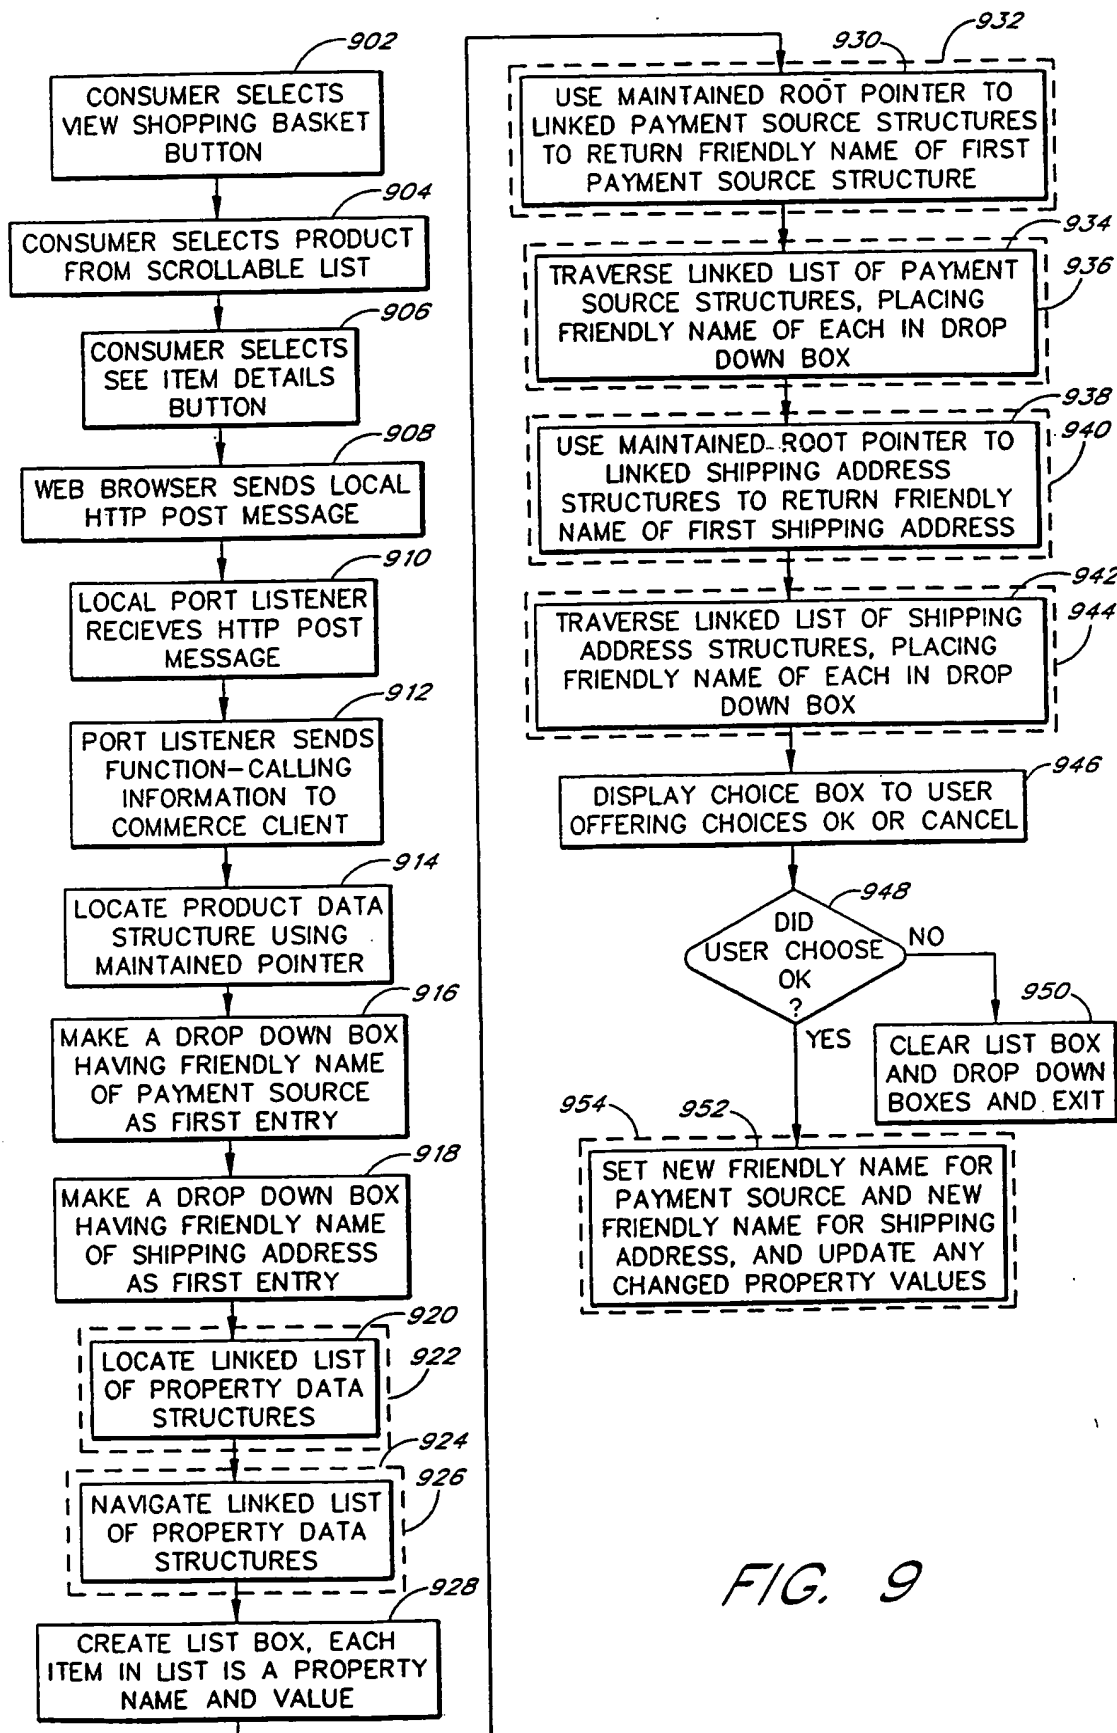 902
CONSUMER SELECTS
VIEW SHOPPING BASKET
BUTTON
904
CONSUMER SELECTS PRODUCT
FROM SCROLLABLE LIST
906
CONSUMER SELECTS
SEE ITEM DETAILS
BUTTON
908
WEB BROWSER SENDS LOCAL
HTTP POST MESSAGE
910
LOCAL PORT LISTENER
RECIEVES HTTP POST
MESSAGE
912
PORT LISTENER SENDS
FUNCTION-CALLING
INFORMATION TO
COMMERCE CLIENT
914
LOCATE PRODUCT DATA
STRUCTURE USING
MAINTAINED POINTER
916
MAKE A DROP DOWN BOX
HAVING FRIENDLY NAME
OF PAYMENT SOURCE
AS FIRST ENTRY
918
MAKE A DROP DOWN BOX
HAVING FRIENDLY NAME
OF SHIPPING ADDRESS
AS FIRST ENTRY
920
922
LOCATE LINKED LIST
OF PROPERTY DATA
STRUCTURES
924
926
NAVIGATE LINKED LIST
OF PROPERTY DATA
STRUCTURES
928
CREATE LIST BOX, EACH
ITEM IN LIST IS A PROPERTY
NAME AND VALUE
930
932
USE MAINTAINED ROOT POINTER TO
LINKED PAYMENT SOURCE STRUCTURES
TO RETURN FRIENDLY NAME OF FIRST
PAYMENT SOURCE STRUCTURE
934
936
TRAVERSE LINKED LIST OF PAYMENT
SOURCE STRUCTURES, PLACING
FRIENDLY NAME OF EACH IN DROP
DOWN BOX
938
940
USE MAINTAINED ROOT POINTER TO
LINKED SHIPPING ADDRESS
STRUCTURES TO RETURN FRIENDLY
NAME OF FIRST SHIPPING ADDRESS
942
944
TRAVERSE LINKED LIST OF SHIPPING
ADDRESS STRUCTURES, PLACING
FRIENDLY NAME OF EACH IN DROP
DOWN BOX
946
DISPLAY CHOICE BOX TO USER
OFFERING CHOICES OK OR CANCEL
948
DID
USER CHOOSE
OK
?
NO
YES
950
CLEAR LIST BOX
AND DROP DOWN
BOXES AND EXIT
954
952
SET NEW FRIENDLY NAME FOR
PAYMENT SOURCE AND NEW
FRIENDLY NAME FOR SHIPPING
ADDRESS, AND UPDATE ANY
CHANGED PROPERTY VALUES
FIG. 9